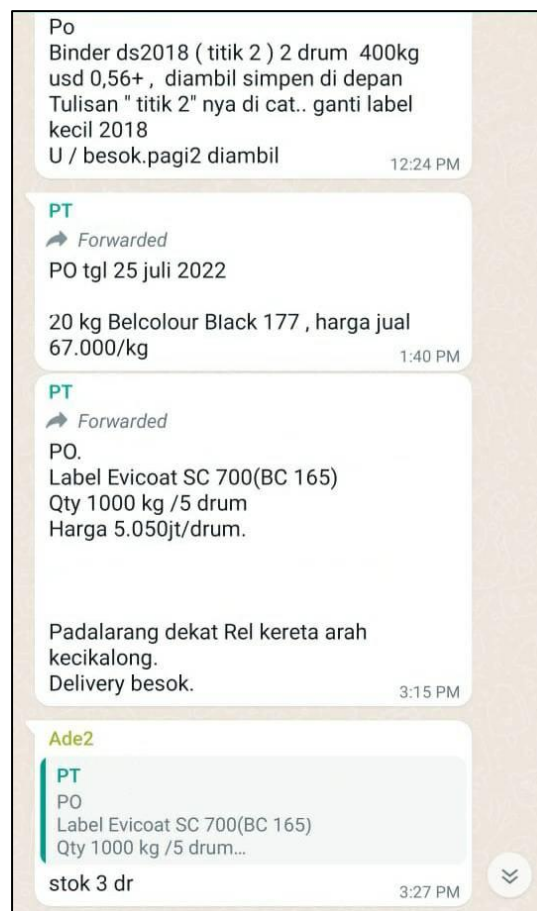 Po
Binder ds2018 ( titik 2 ) 2 drum  400kg
usd 0,56+ ,  diambil simpen di depan
Tulisan " titik 2" nya di cat.. ganti label
kecil 2018
U / besok.pagi2 diambil
12:24 PM
PT
Forwarded
PO tgl 25 juli 2022
20 kg Belcolour Black 177 , harga jual
67.000/kg
1:40 PM
PT
Forwarded
PO.
Label Evicoat SC 700(BC 165)
Qty 1000 kg /5 drum
Harga 5.050jt/drum.
Padalarang dekat Rel kereta arah
kecikalong.
Delivery besok.
3:15 PM
Ade2
PT
PO
Label Evicoat SC 700(BC 165)
Qty 1000 kg /5 drum...
stok 3 dr
3:27 PM